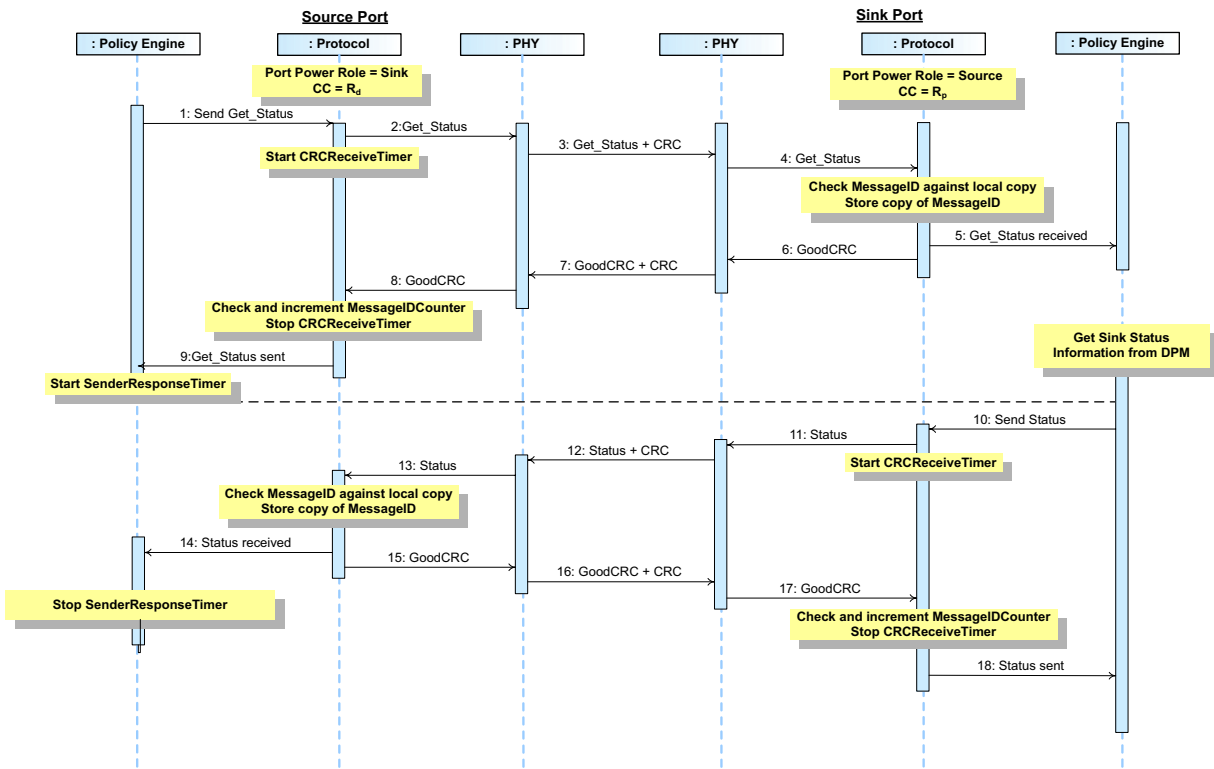 Source Port
Sink Port
: Policy Engine
: Protocol
: PHY
: PHY
: Protocol
: Policy Engine
Port Power Role = Sink
CC = Rd
Port Power Role = Source
CC = Rp
1: Send Get_Status
2:Get_Status
Start CRCReceiveTimer
3: Get_Status + CRC
4: Get_Status
Check MessageID against local copy
Store copy of MessageID
5: Get_Status received
6: GoodCRC
7: GoodCRC + CRC
8: GoodCRC
Check and increment MessageIDCounter
Stop CRCReceiveTimer
9:Get_Status sent
Start SenderResponseTimer
Get Sink Status
Information from DPM
10: Send Status
11: Status
Start CRCReceiveTimer
12: Status + CRC
13: Status
Check MessageID against local copy
Store copy of MessageID
14: Status received
15: GoodCRC
16: GoodCRC + CRC
17: GoodCRC
Stop SenderResponseTimer
Check and increment MessageIDCounter
Stop CRCReceiveTimer
18: Status sent